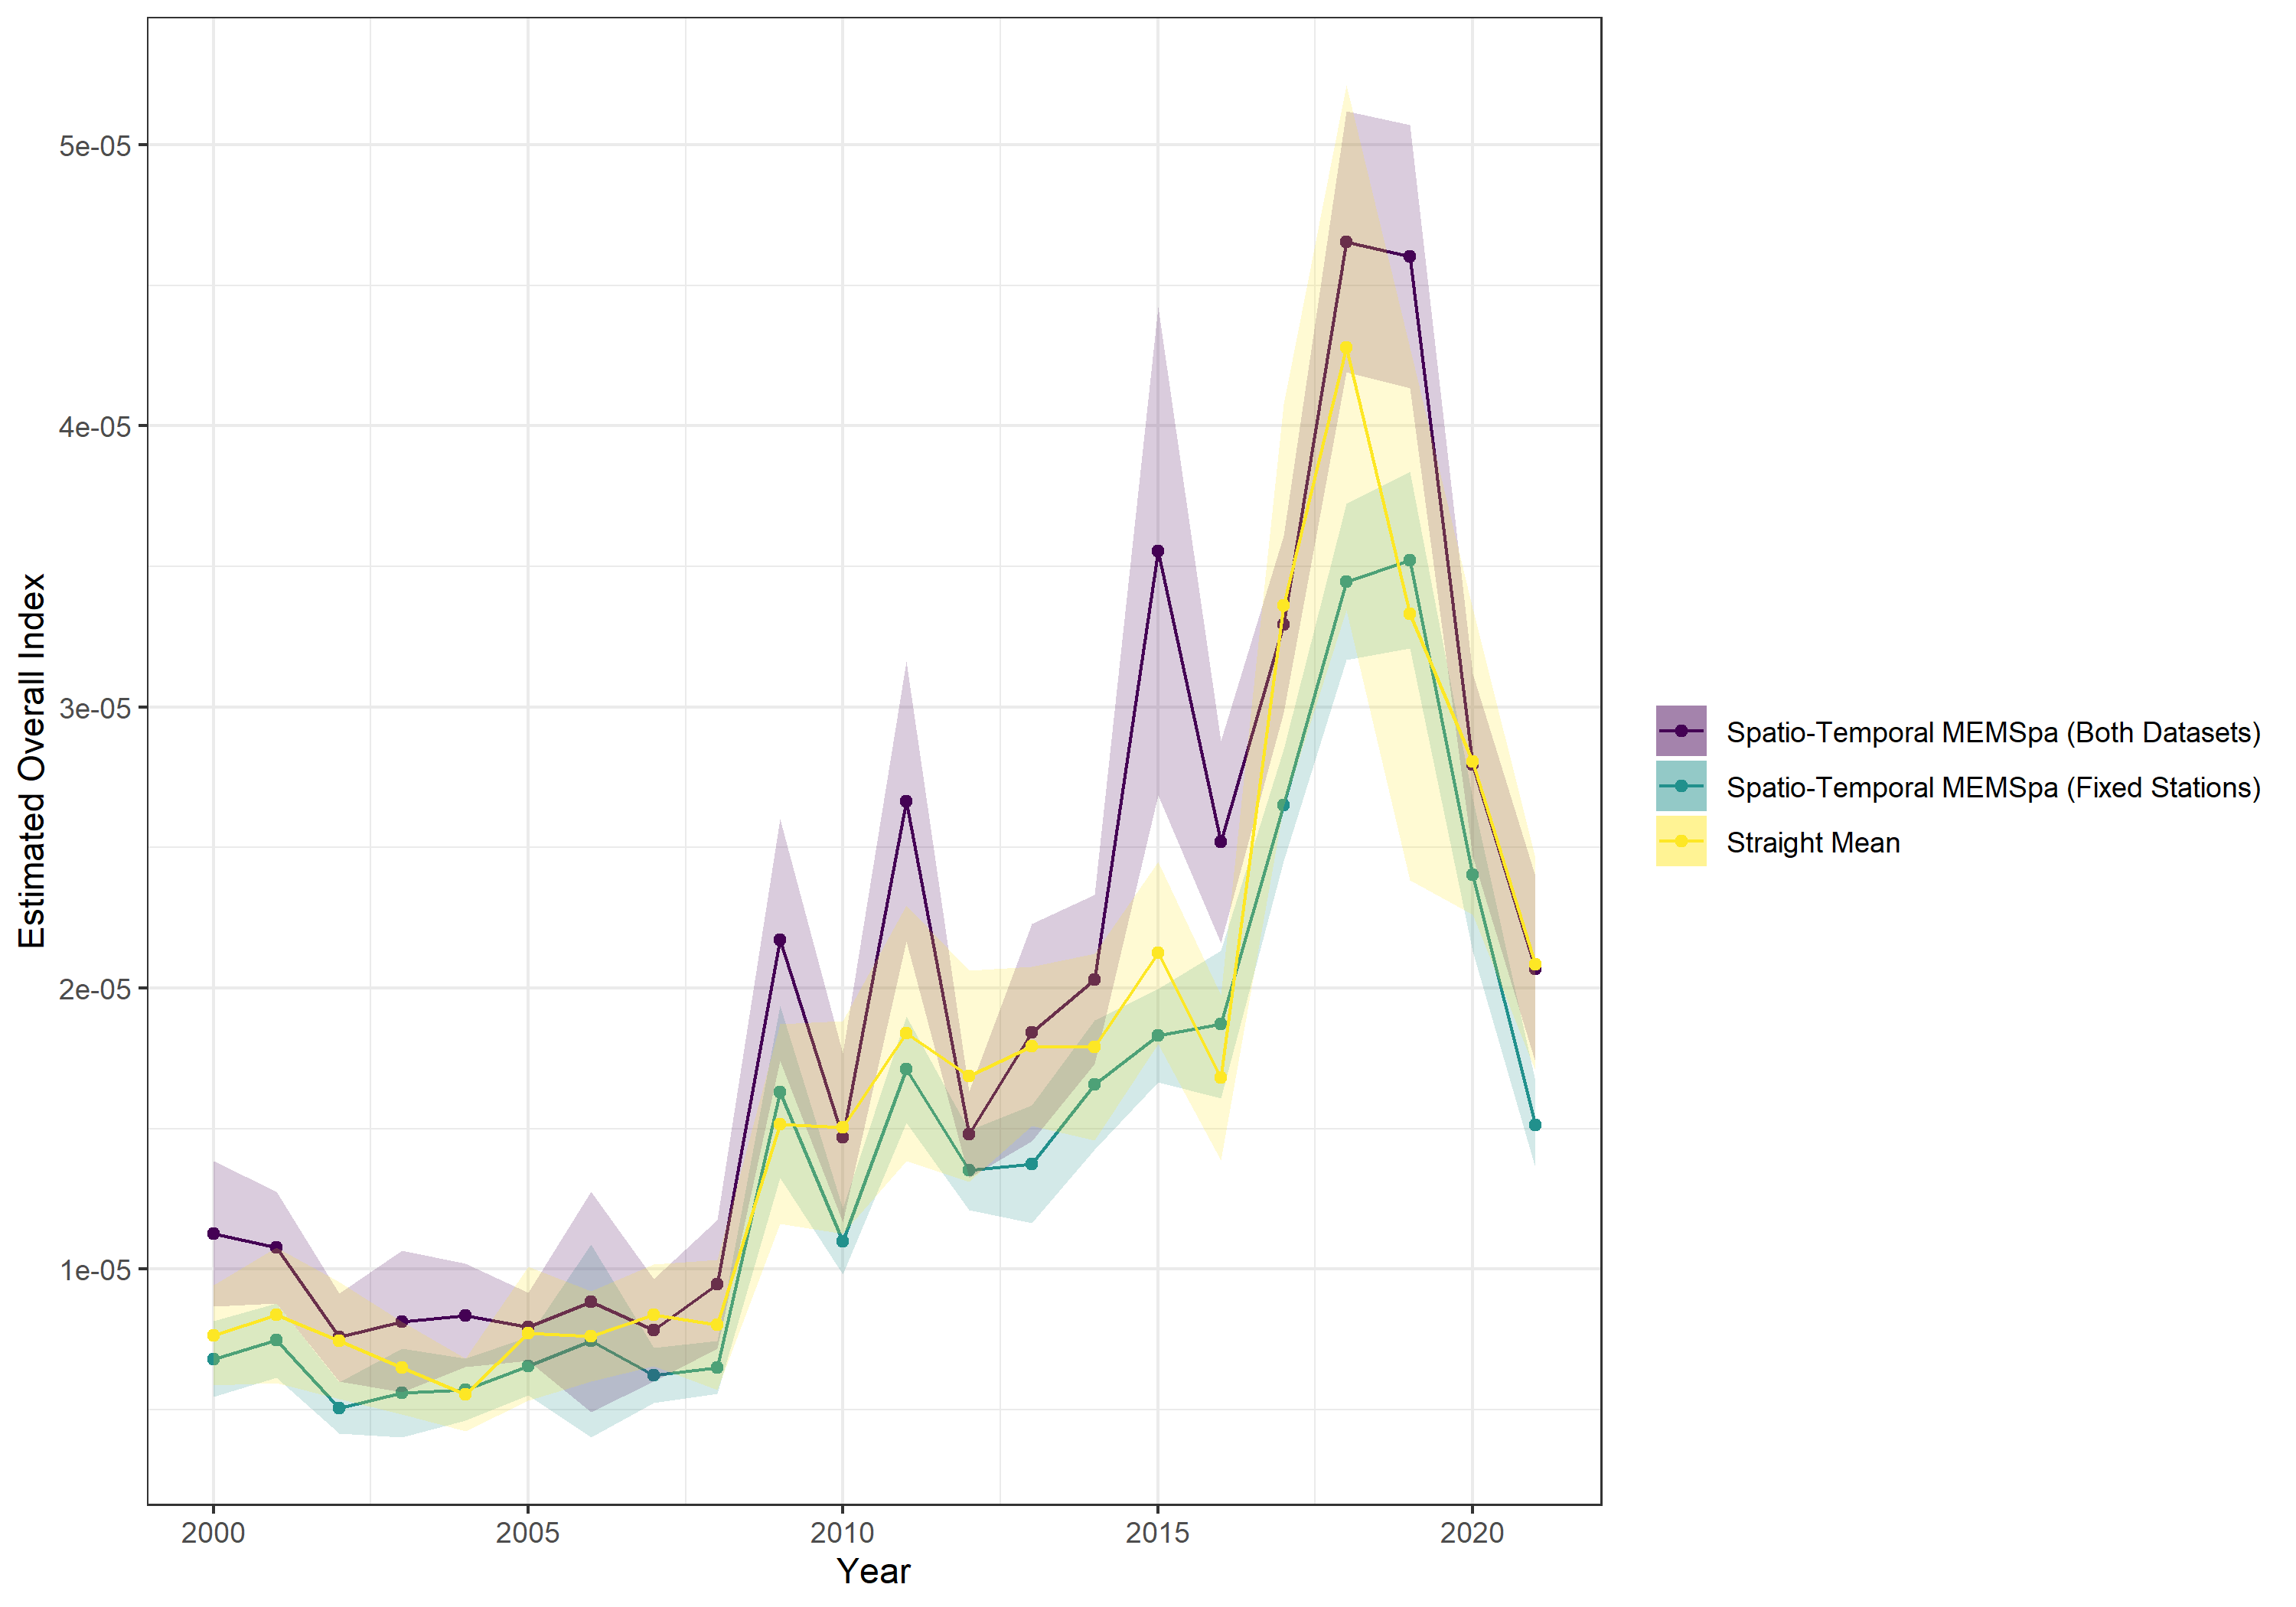 Estimated Overall Index
5e-05
4e-05
3e-05
2e-05
1e-05
2000 2005 2010 2015 2020
Year
Spatio-Temporal MEMSpa (Both Datasets)
Spatio-Temporal MEMSpa (Fixed Stations)
Straight Mean